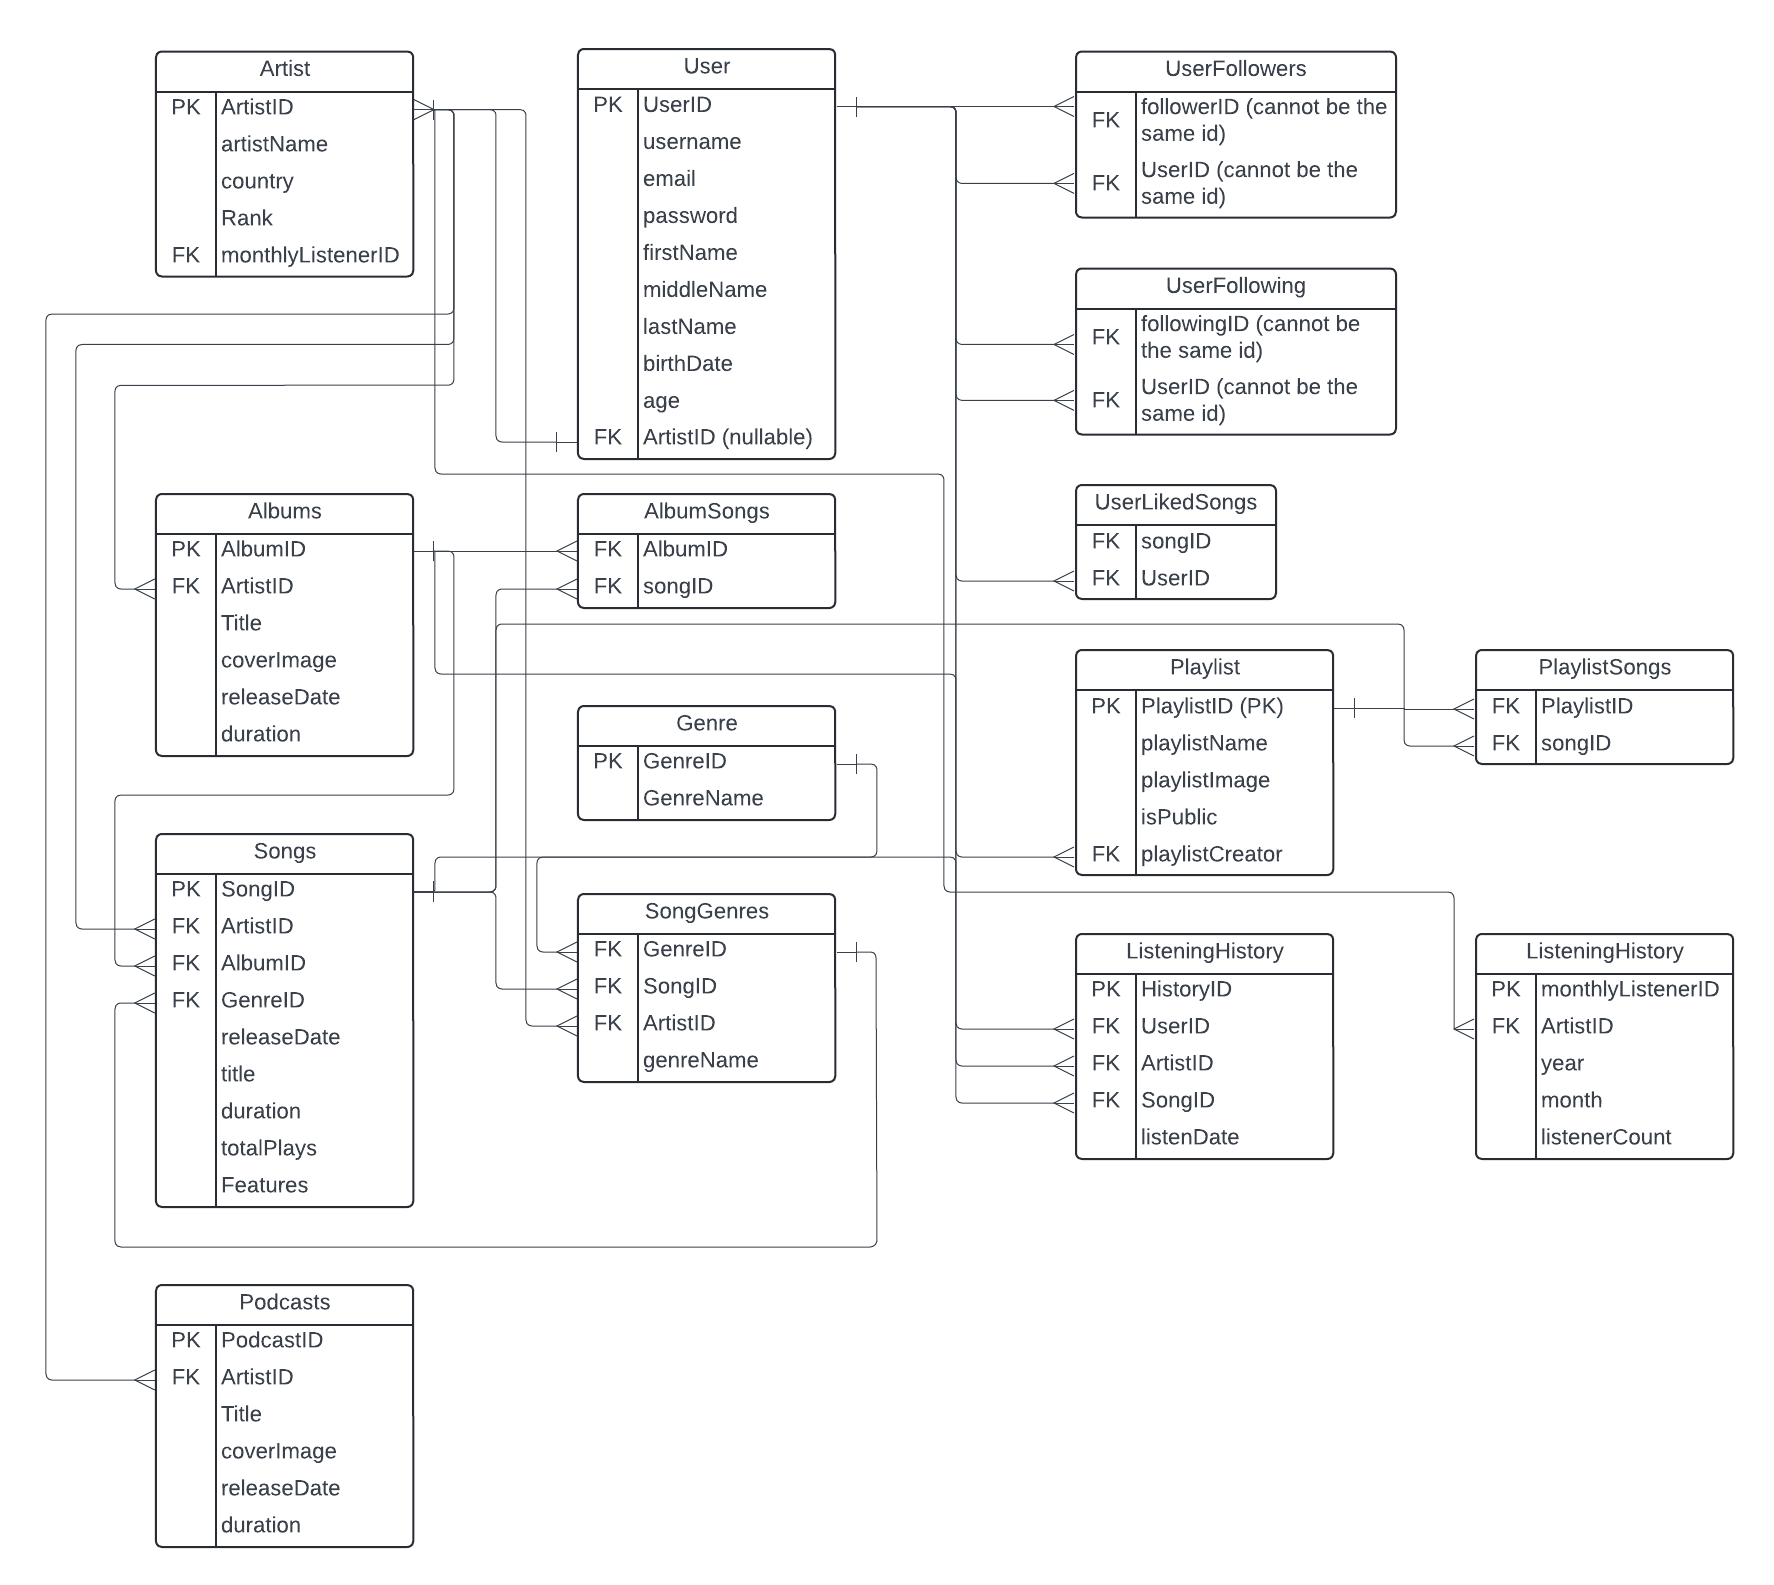 Artist
PK ArtistID
artistName
country
Rank
FK monthlyListenerID
User
PK UserID
username
email
password
firstName
middleName
lastName
birthDate
age
FK ArtistID (nullable)
UserFollowers
FK followerID (cannot be the
same id)
FK UserID (cannot be the
same id)
UserFollowing
FK followingID (cannot be
the same id)
FK UserID (cannot be the
same id)
Albums
PK AlbumID
FK ArtistID
Title
coverImage
releaseDate
duration
AlbumSongs
FK AlbumID
FK songID
UserLikedSongs
FK songID
FK UserID
Genre
PK GenreID
GenreName
Playlist
PK PlaylistID (PK)
playlistName
playlistImage
isPublic
FK playlistCreator
PlaylistSongs
FK PlaylistID
FK songID
Songs
PK SongID
FK ArtistID
FK AlbumID
FK GenreID
releaseDate
title
duration
totalPlays
Features
SongGenres
FK GenreID
FK SongID
FK ArtistID
genreName
ListeningHistory
PK HistoryID
FK UserID
FK ArtistID
FK SongID
listenDate
ListeningHistory
PK monthlyListenerID
FK ArtistID
year
month
listenerCount
Podcasts
PK PodcastID
FK ArtistID
Title
coverImage
releaseDate
duration